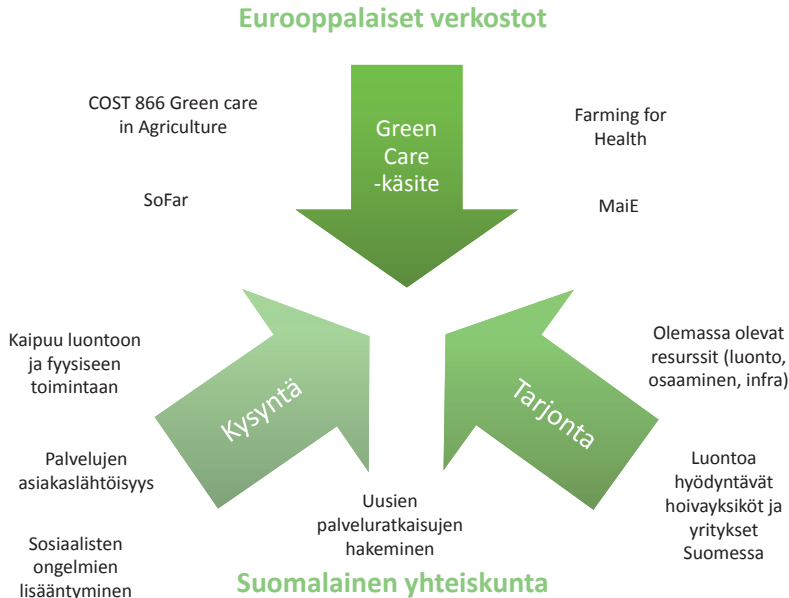 Eurooppalaiset verkostot
COST 866 Green care
in Agriculture
SoFar
Green
Care
-käsite
Farming for
Health
MaiE
Kaipuu luontoon
ja fyysiseen
toimintaan
Palvelujen
asiakaslähtöisyys
Sosiaalisten
ongelmien
lisääntyminen
Kysyntä
Uusien
palveluratkaisujen
hakeminen
Tarjonta
Olemassa olevat
resurssit (luonto,
osaaminen, infra)
Luontoa
hyödyntävät
hoivayksiköt ja
yritykset
Suomessa
Suomalainen yhteiskunta